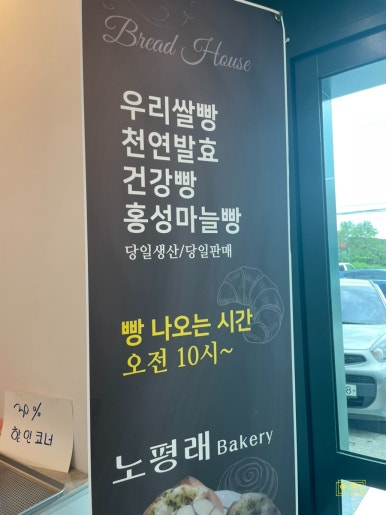 Bread House
우리쌀빵
천연발효
건강빵
홍성마늘빵
당일생산/당일판매
빵 나오는 시간
오전 10시~
노평래 Bakery
할인코너